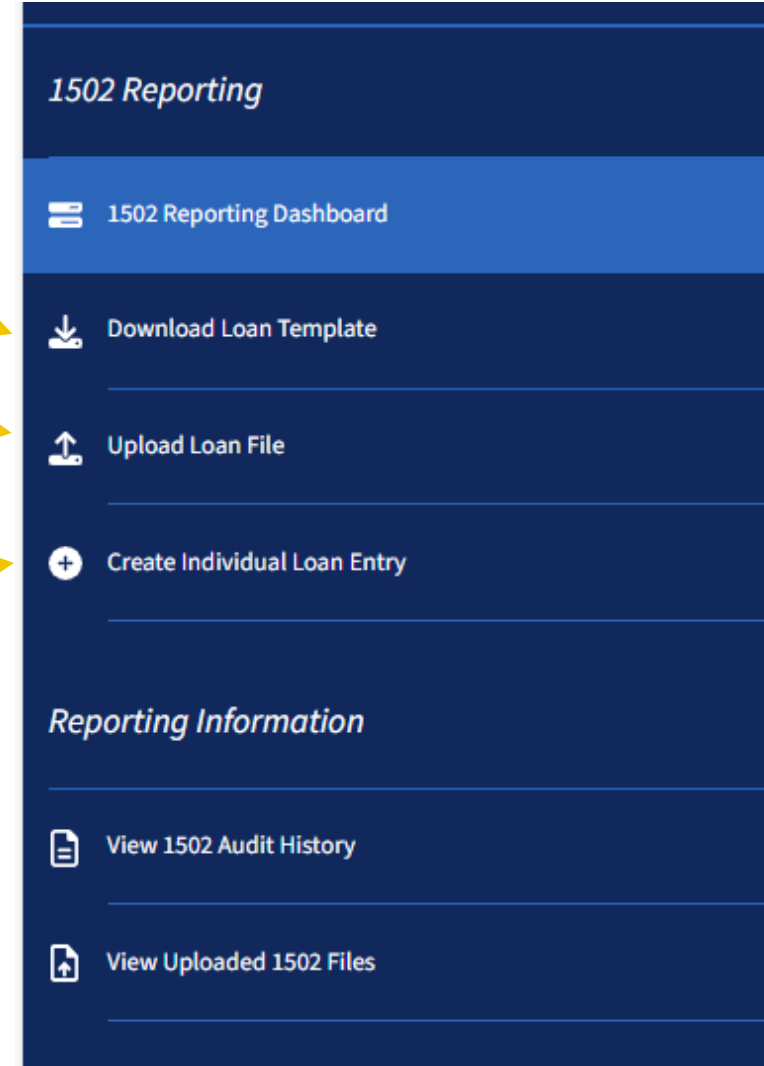 1502 Reporting
1502 Reporting Dashboard
Download Loan Template
Upload Loan File
Create Individual Loan Entry
Reporting Information
View 1502 Audit History
View Uploaded 1502 Files